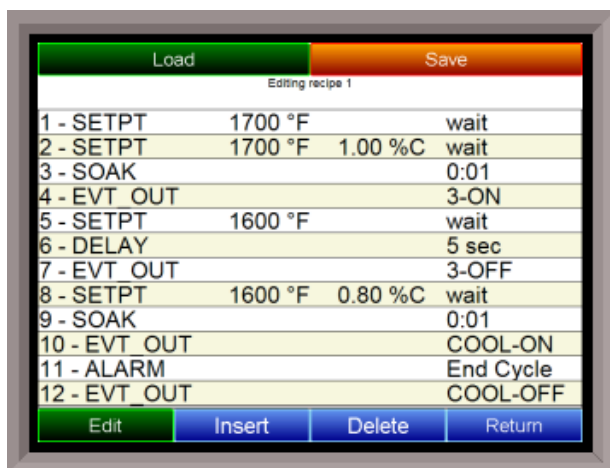 Load Save
Editing recipe 1
1 - SETPT 1700 °F wait
2 - SETPT 1700 °F 1.00 %C wait
3 - SOAK 0:01
4 - EVT_OUT 3-ON
5 - SETPT 1600 °F wait
6 - DELAY 5 sec
7 - EVT_OUT 3-OFF
8 - SETPT 1600 °F 0.80 %C wait
9 - SOAK 0:01
10 - EVT_OUT COOL-ON
11 - ALARM End Cycle
12 - EVT_OUT COOL-OFF
Edit Insert Delete Return